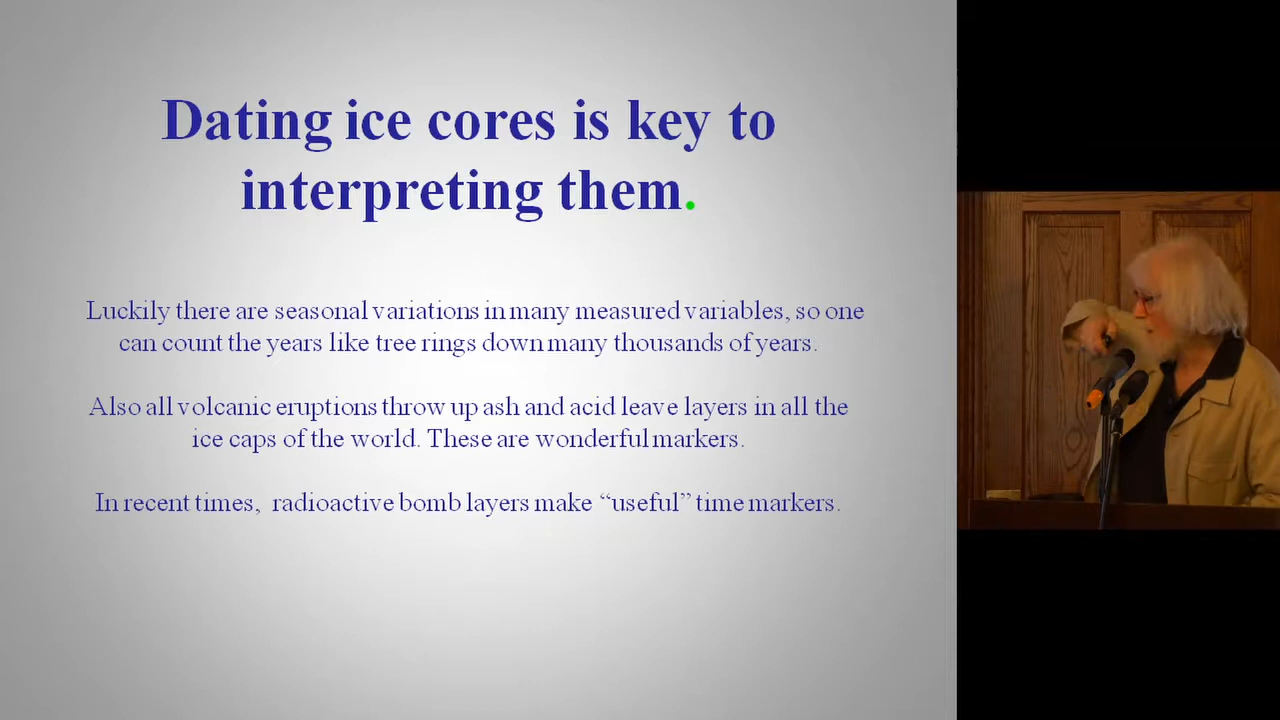 Dating ice cores is key to
interpreting them.
Luckily there are seasonal variations in many measured variables, so one
can count the years like tree rings down many thousands of years.
Also all volcanic eruptions throw up ash and acid leave layers in all the
ice caps of the world. These are wonderful markers.
In recent times, radioactive bomb layers make “useful” time markers.